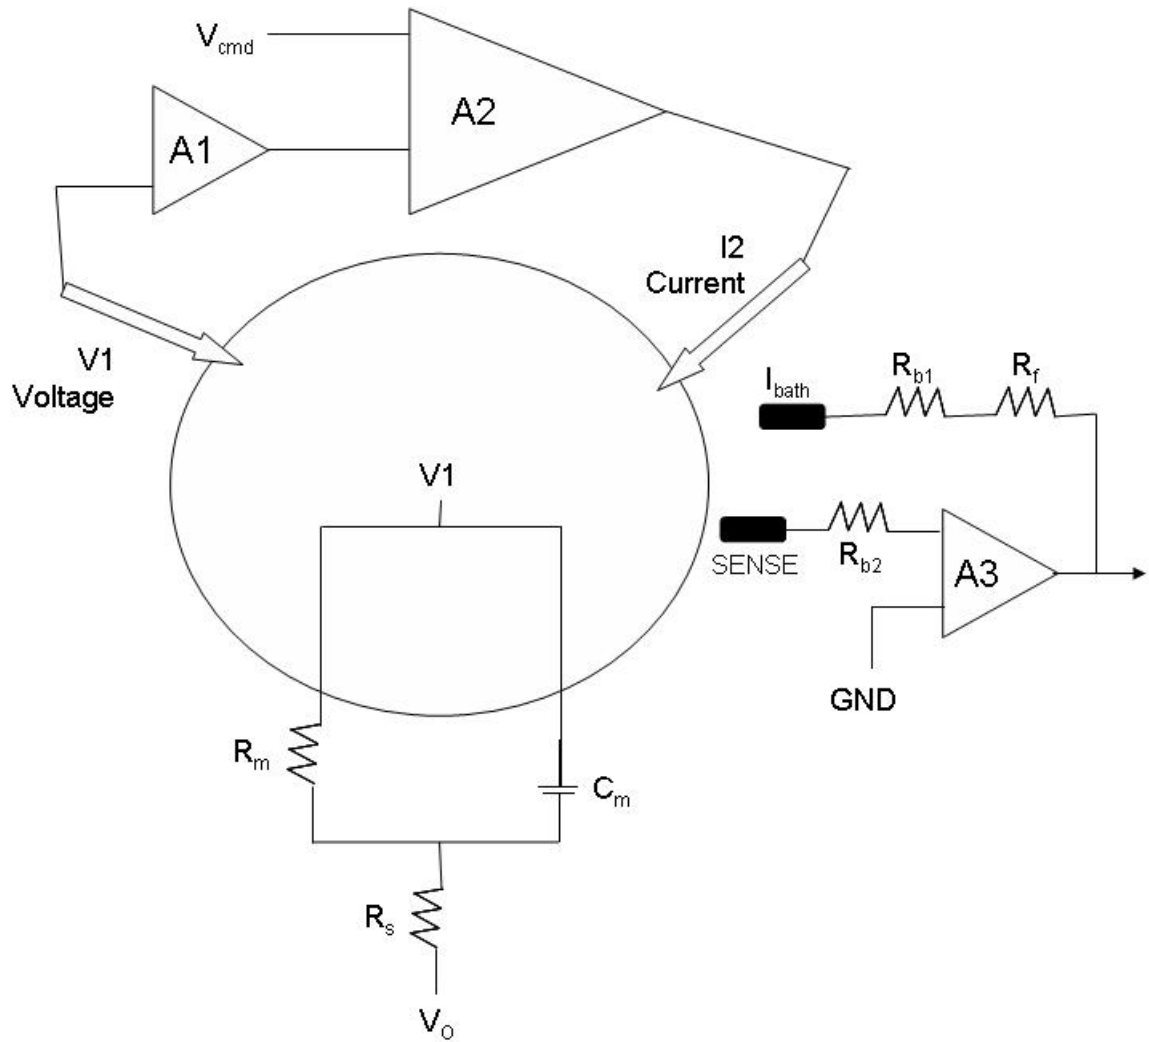 Vcmd
A2
A1
I2
Current
V1
Voltage
Ibath
Rb1
Rf
V1
SENSE
Rb2
A3
GND
Rm
Cm
Rs
VO